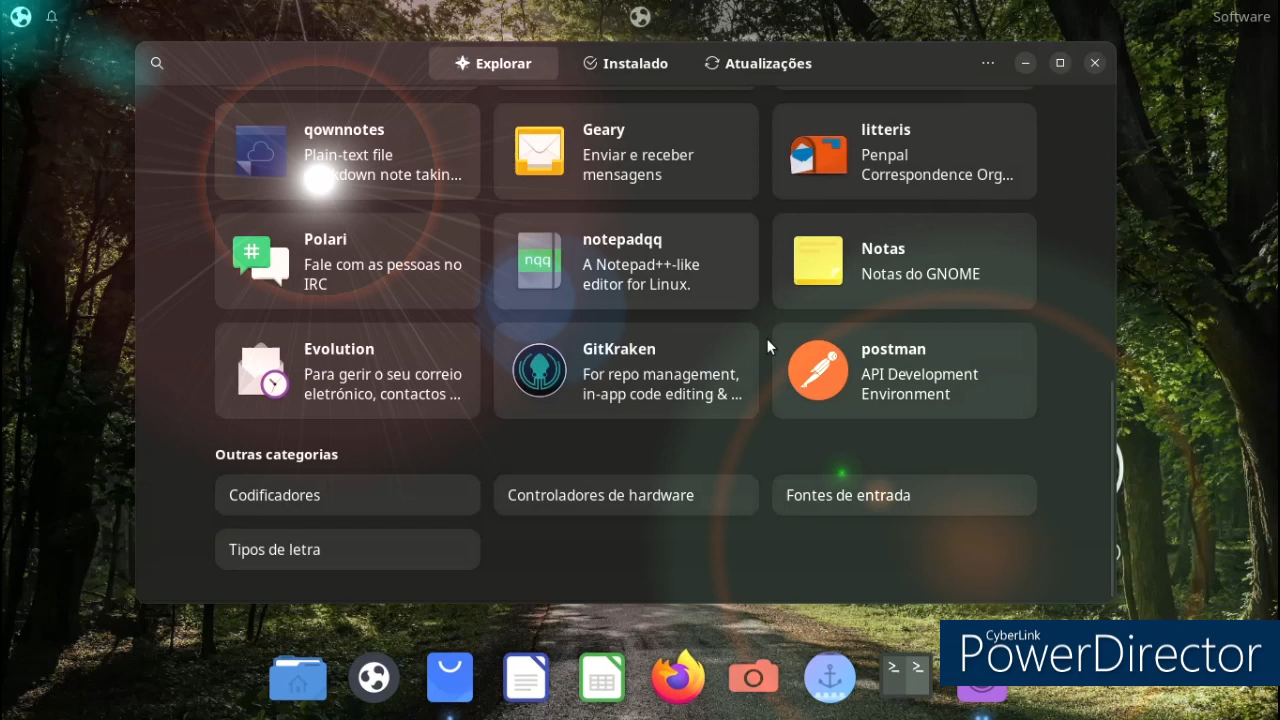 Software
Explorar
Instalado
Atualizações
qownnotes
Plain-text file
kdown note takin...
Geary
Enviar e receber
mensagens
litteris
Penpal
Correspondence Org...
Polari
Fale com as pessoas no
IRC
notepadqq
nqq
A Notepad++-like
editor for Linux.
Notas
Notas do GNOME
Evolution
Para gerir o seu correio
eletrónico, contactos ...
GitKraken
For repo management,
in-app code editing & ...
postman
API Development
Environment
Outras categorias
Codificadores
Controladores de hardware
Fontes de entrada
Tipos de letra
CyberLink
PowerDirector